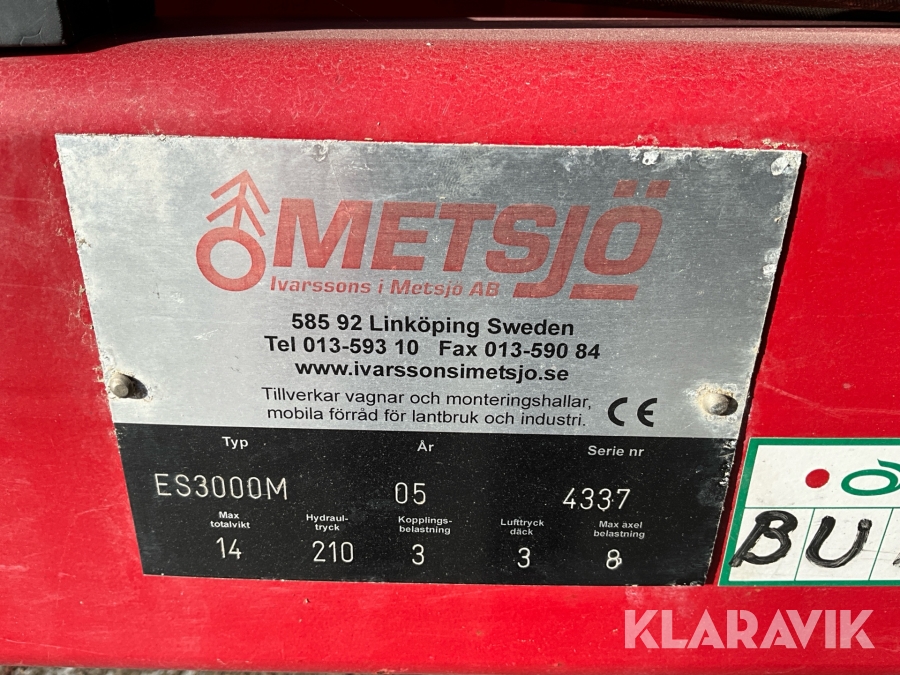 METSJÖ
Ivarssons i Metsjö AB
585 92 Linköping Sweden
Tel 013-593 10 Fax 013-590 84
www.ivarssonsimetsjo.se
Tillverkar vagnar och monteringshallar,
mobila förråd för lantbruk och industri. CE
Typ År Serie nr
ES3000M 05 4337
Max totalvikt Hydraul-tryck Kopplings-belastning Lufttryck däck Max axel belastning
14 210 3 3 8
BU
KLARAVIK